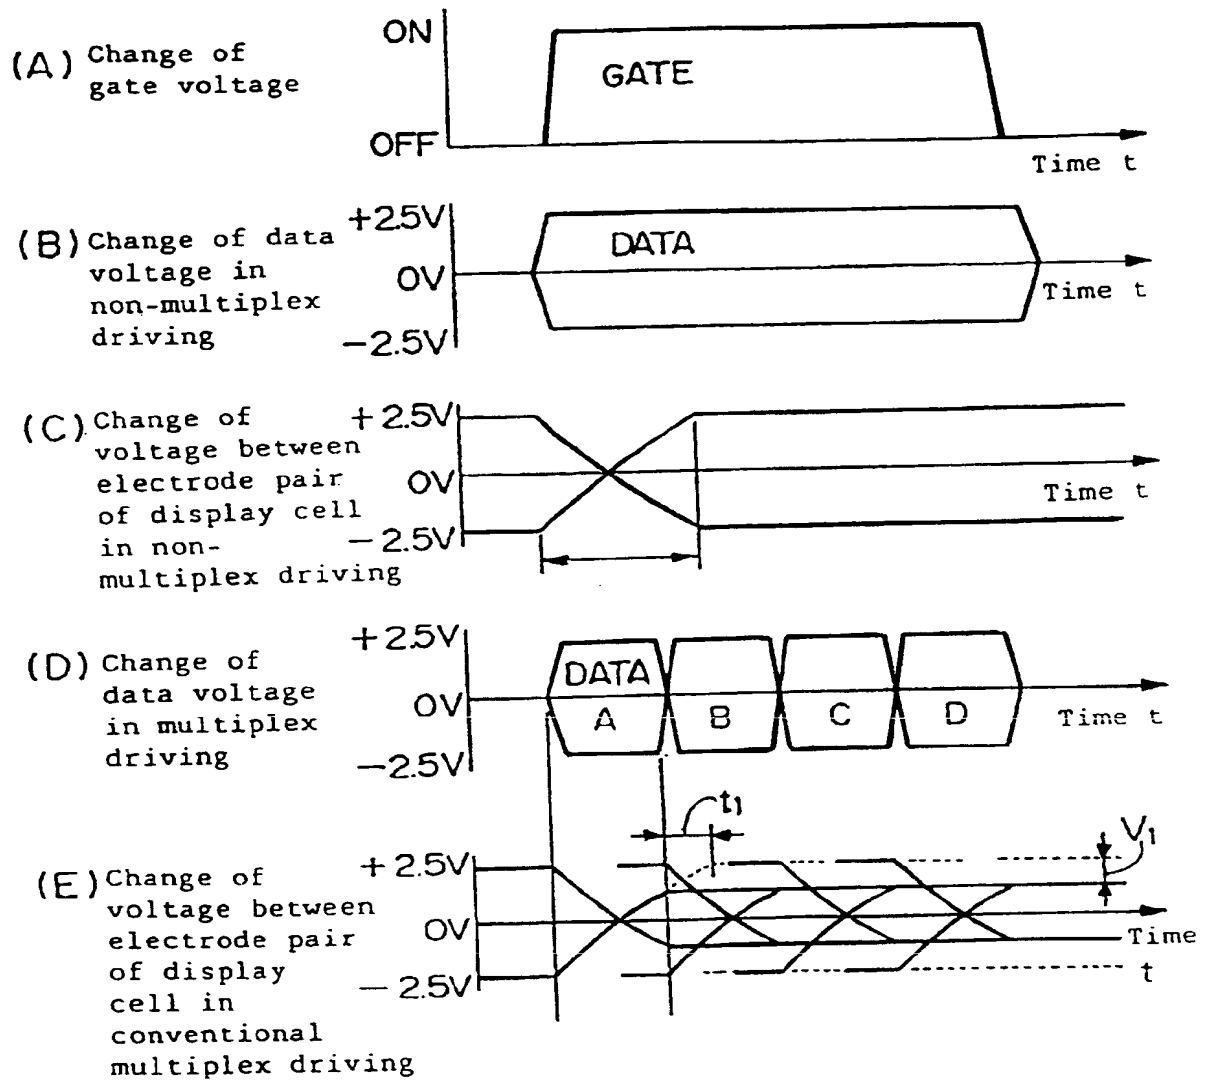 (A) Change of
gate voltage
ON
GATE
OFF
Time t
(B) Change of data
voltage in
non-multiplex
driving
+2.5V
DATA
0V
Time t
−2.5V
(C) Change of
voltage between
electrode pair
of display cell
in non-
multiplex driving
+2.5V
0V
Time t
−2.5V
(D) Change of
data voltage
in multiplex
driving
+2.5V
DATA
0V
A B C D
Time t
−2.5V
t1
V1
(E) Change of
voltage between
electrode pair
of display
cell in
conventional
multiplex driving
+2.5V
0V
Time
t
−2.5V